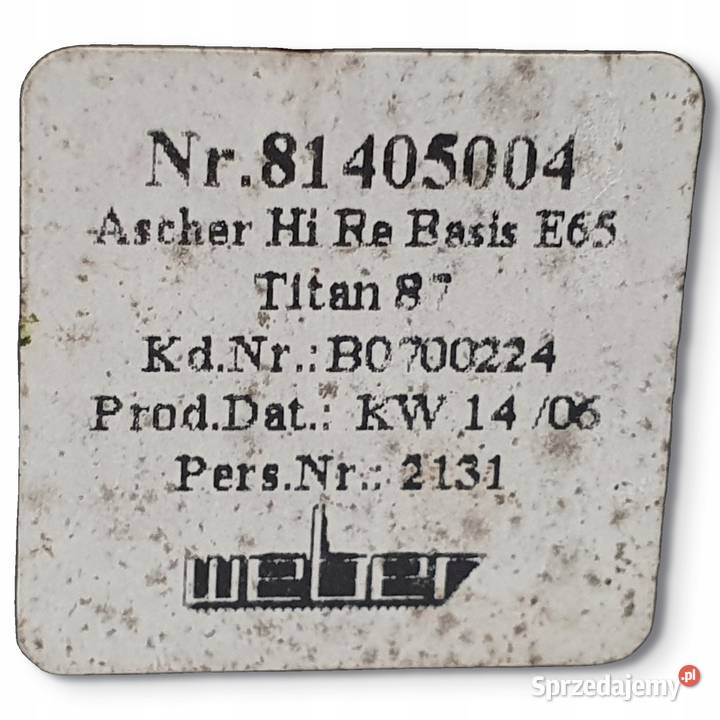 Nr.81405004
Ascher Hi Re Basis E65
Titan 87
Kd.Nr.:B0700224
Prod.Dat.: KW 14 /06
Pers.Nr.: 2131
weber
Sprzedajemy.pl